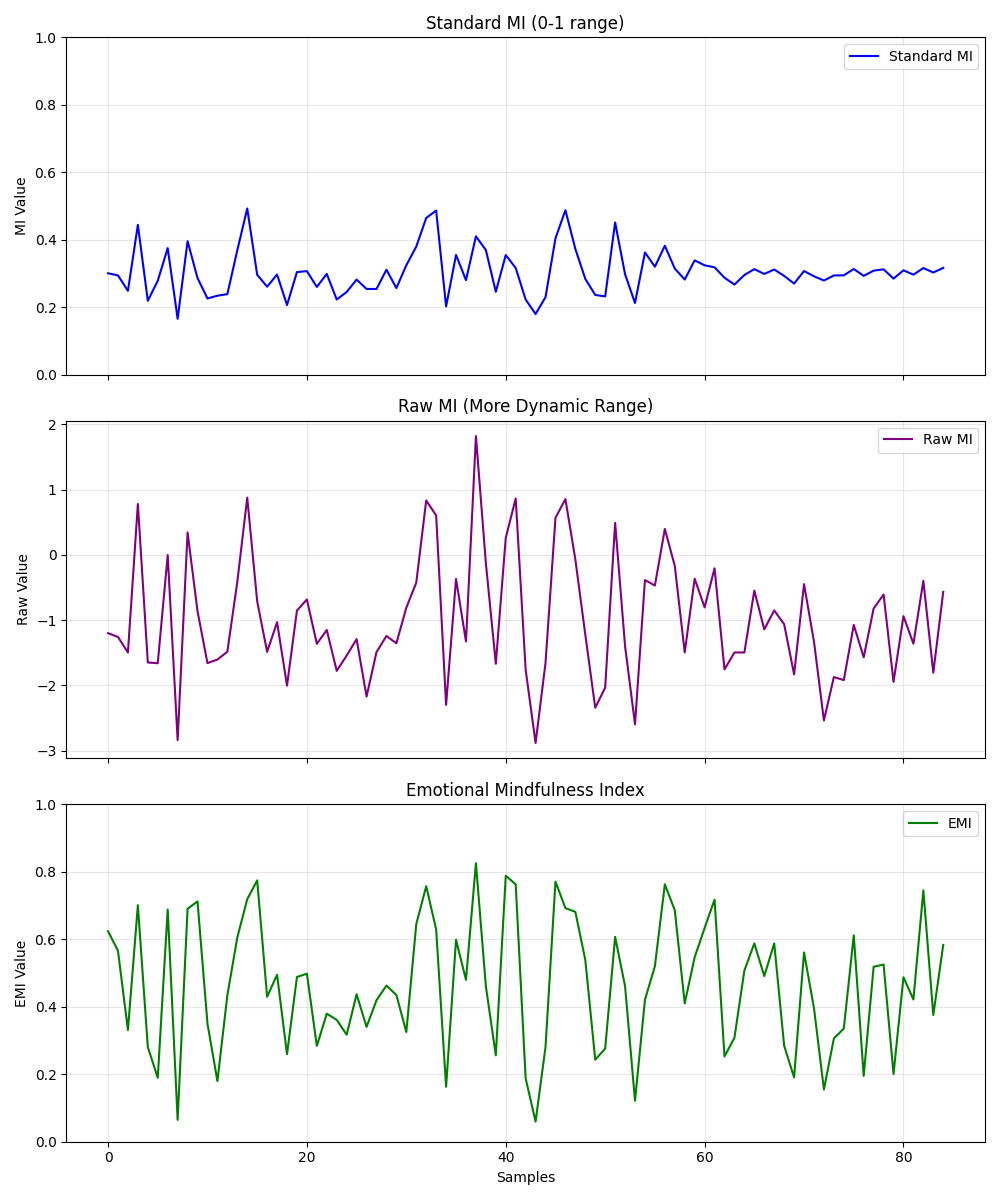 Standard MI (0-1 range)
1.0
0.8
0.6
0.4
0.2
0.0
MI Value
Standard MI
Raw MI (More Dynamic Range)
2
1
0
−1
−2
−3
Raw Value
Raw MI
Emotional Mindfulness Index
1.0
0.8
0.6
0.4
0.2
0.0
EMI Value
EMI
0 20 40 60 80
Samples